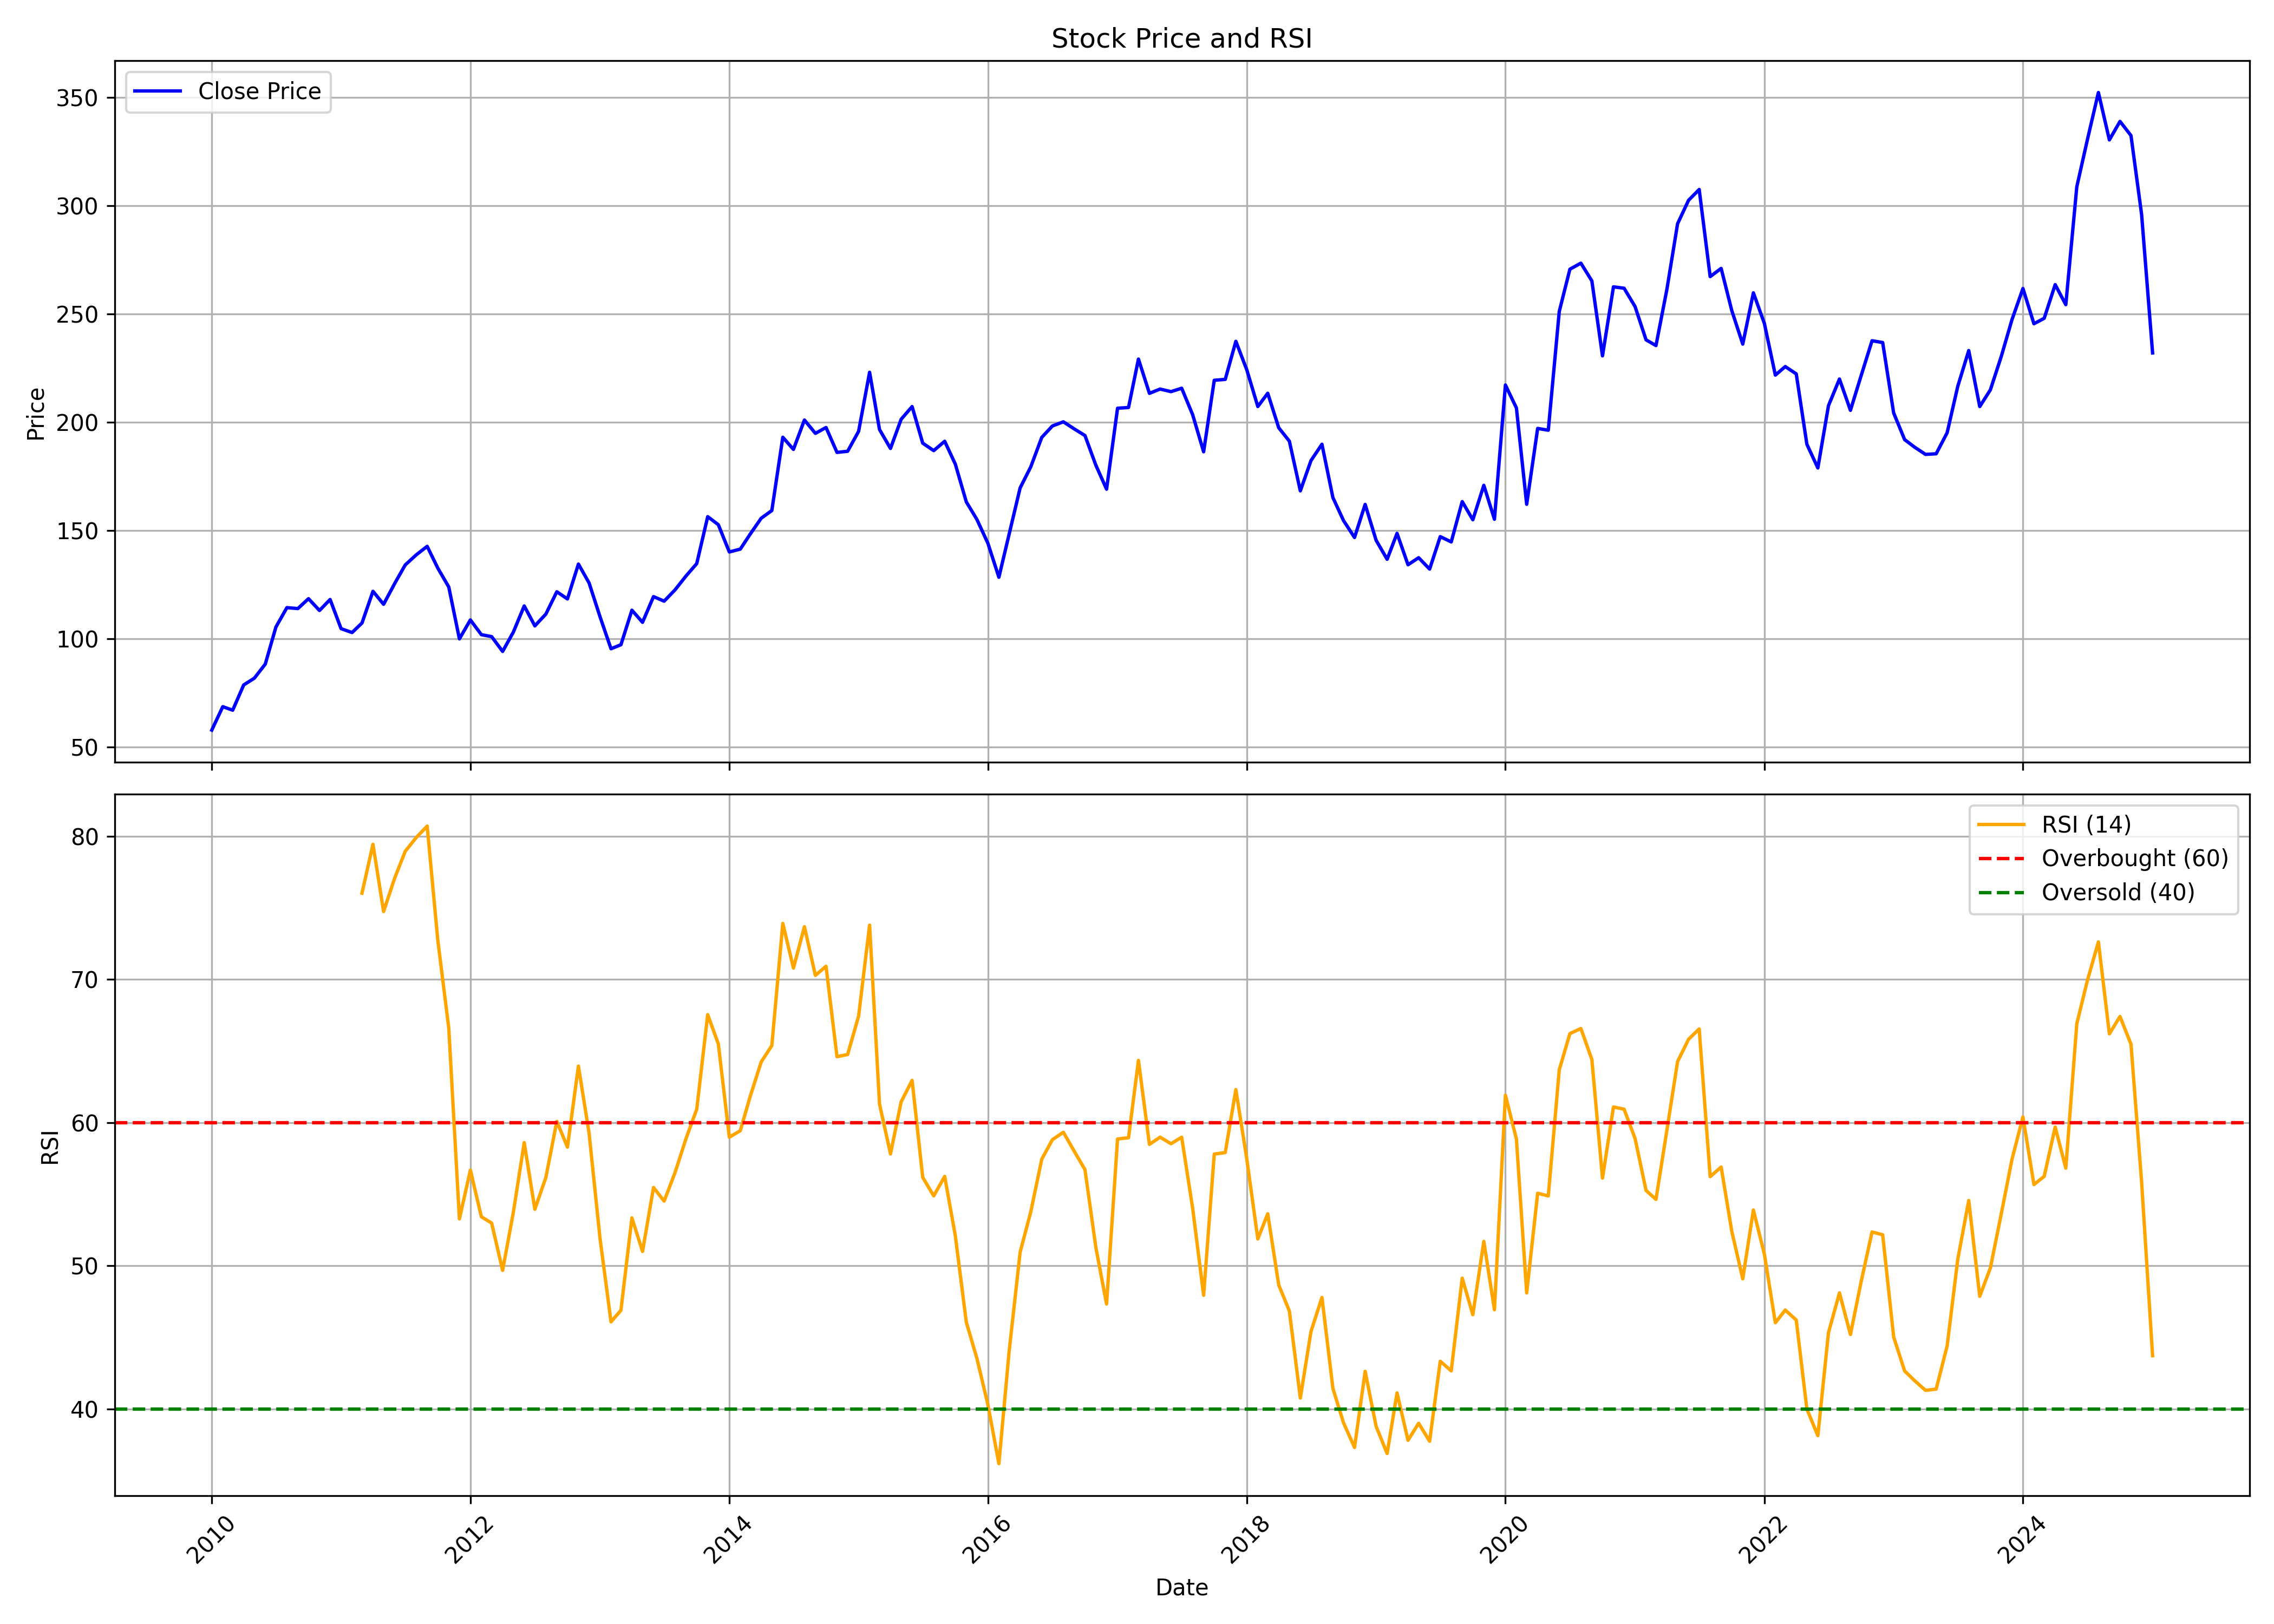 Stock Price and RSI
Close Price
350
300
250
200
150
100
50
Price
RSI (14)
Overbought (60)
Oversold (40)
80
70
60
50
40
RSI
2010
2012
2014
2016
2018
2020
2022
2024
Date